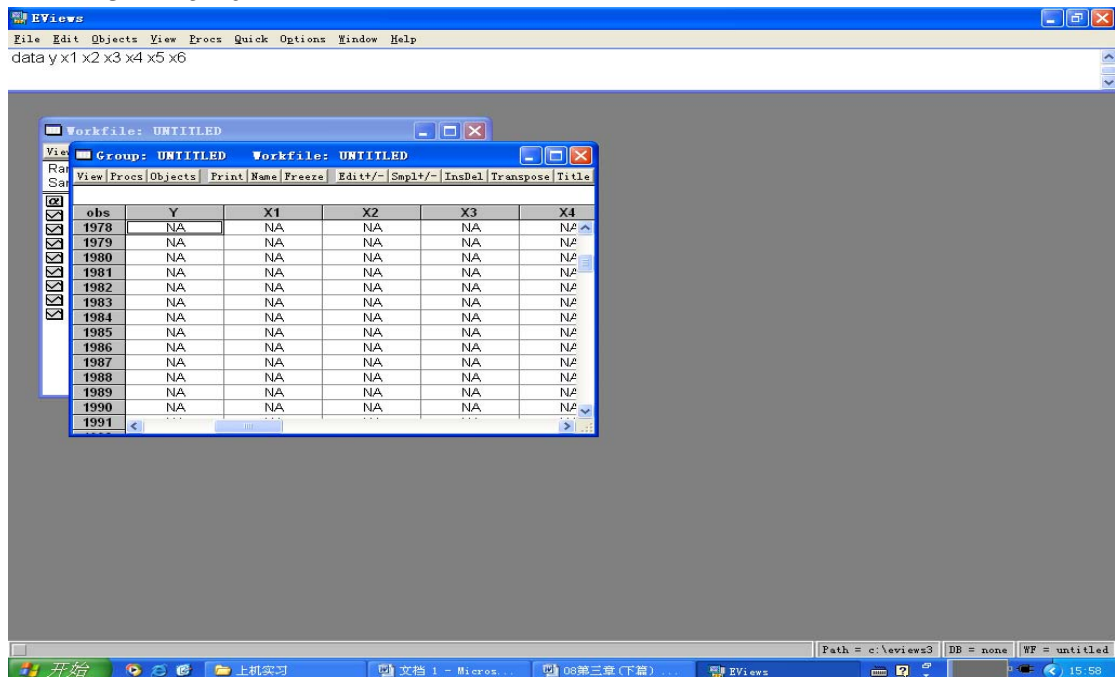 EViews
File Edit Objects View Procs Quick Options Window Help
data y x1 x2 x3 x4 x5 x6
Workfile: UNTITLED
Group: UNTITLED Workfile: UNTITLED
View Procs Objects Print Name Freeze Edit+/- Smpl+/- InsDel Transpose Title
obs Y X1 X2 X3 X4
1978 NA NA NA NA NA
1979 NA NA NA NA NA
1980 NA NA NA NA NA
1981 NA NA NA NA NA
1982 NA NA NA NA NA
1983 NA NA NA NA NA
1984 NA NA NA NA NA
1985 NA NA NA NA NA
1986 NA NA NA NA NA
1987 NA NA NA NA NA
1988 NA NA NA NA NA
1989 NA NA NA NA NA
1990 NA NA NA NA NA
1991
Path = c:\eviews3 DB = none WF = untitled
开始 上机实习 文档 1 - Micros... 08第三章(下篇)... EViews 15:58